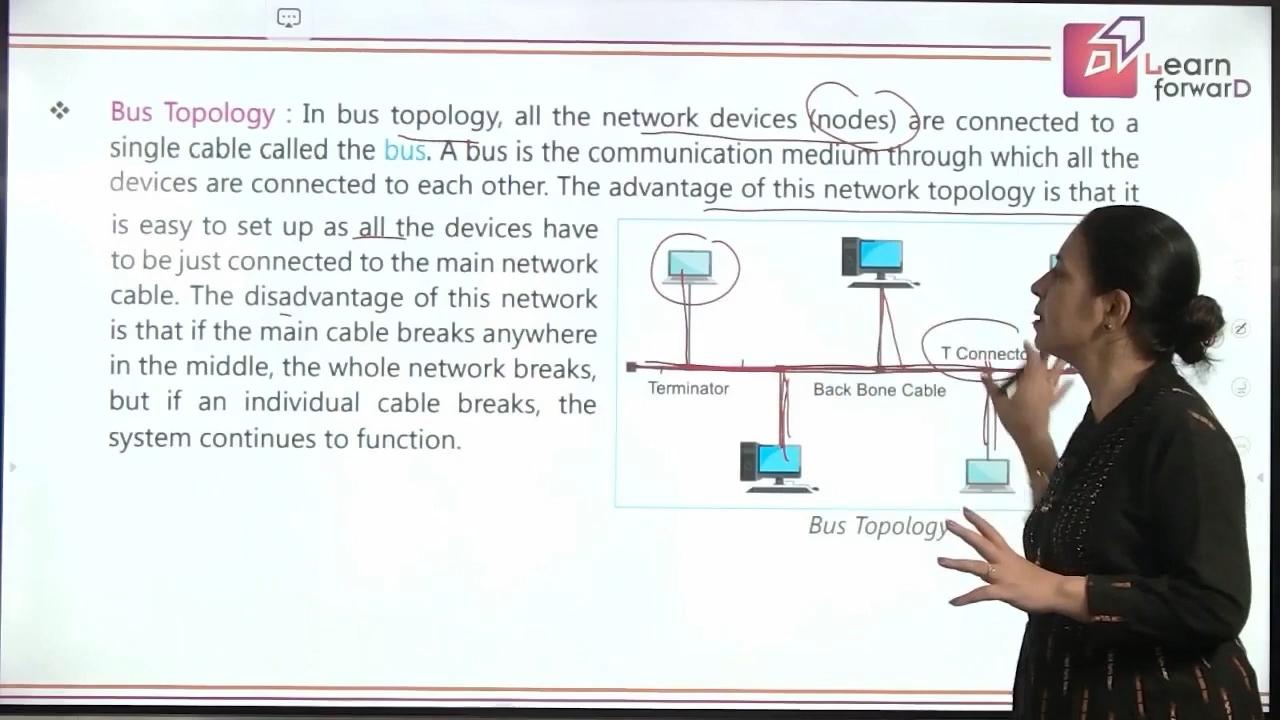 Learn
forwarD
❖ Bus Topology : In bus topology, all the network devices (nodes) are connected to a
single cable called the bus. A bus is the communication medium through which all the
devices are connected to each other. The advantage of this network topology is that it
is easy to set up as all the devices have
to be just connected to the main network
cable. The disadvantage of this network
is that if the main cable breaks anywhere
in the middle, the whole network breaks,
but if an individual cable breaks, the
system continues to function.
T Connecto
Terminator
Back Bone Cable
Bus Topology